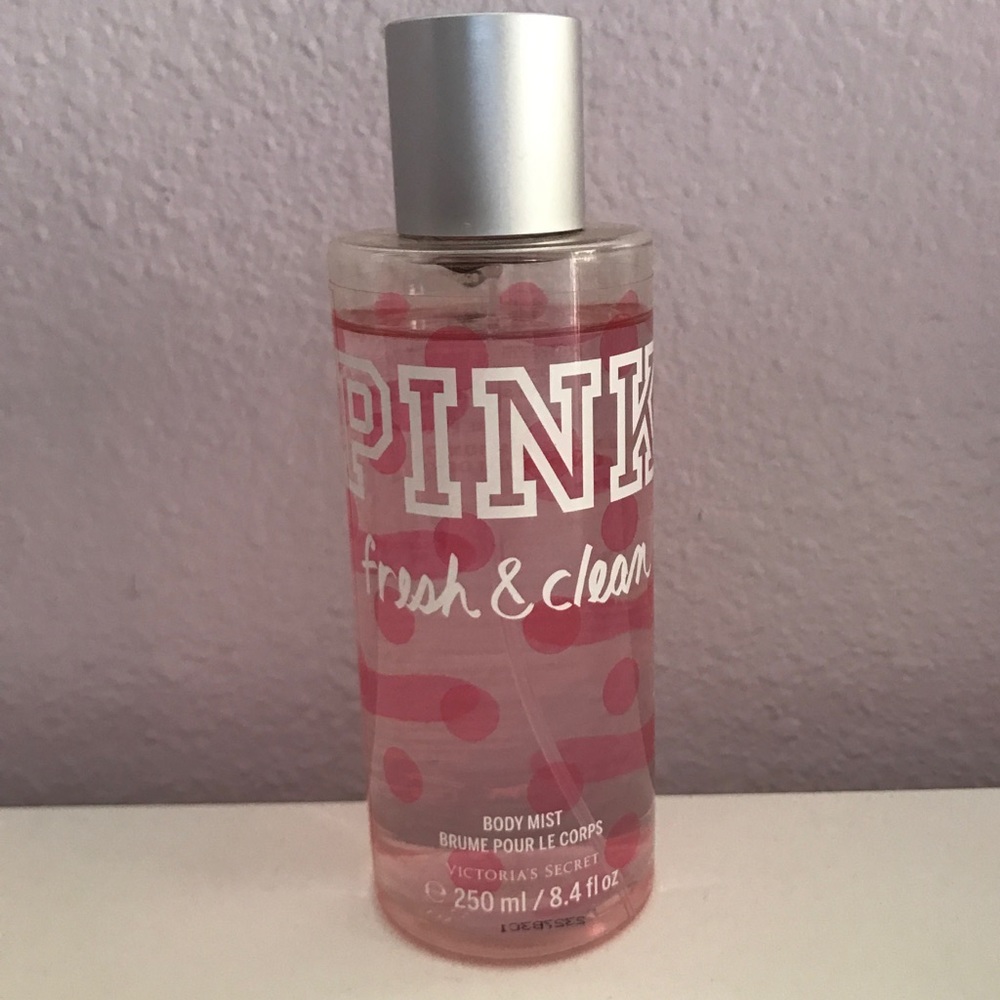 PINK
fresh & clean
BODY MIST
BRUME POUR LE CORPS
VICTORIA'S SECRET
℮ 250 ml / 8.4 fl oz